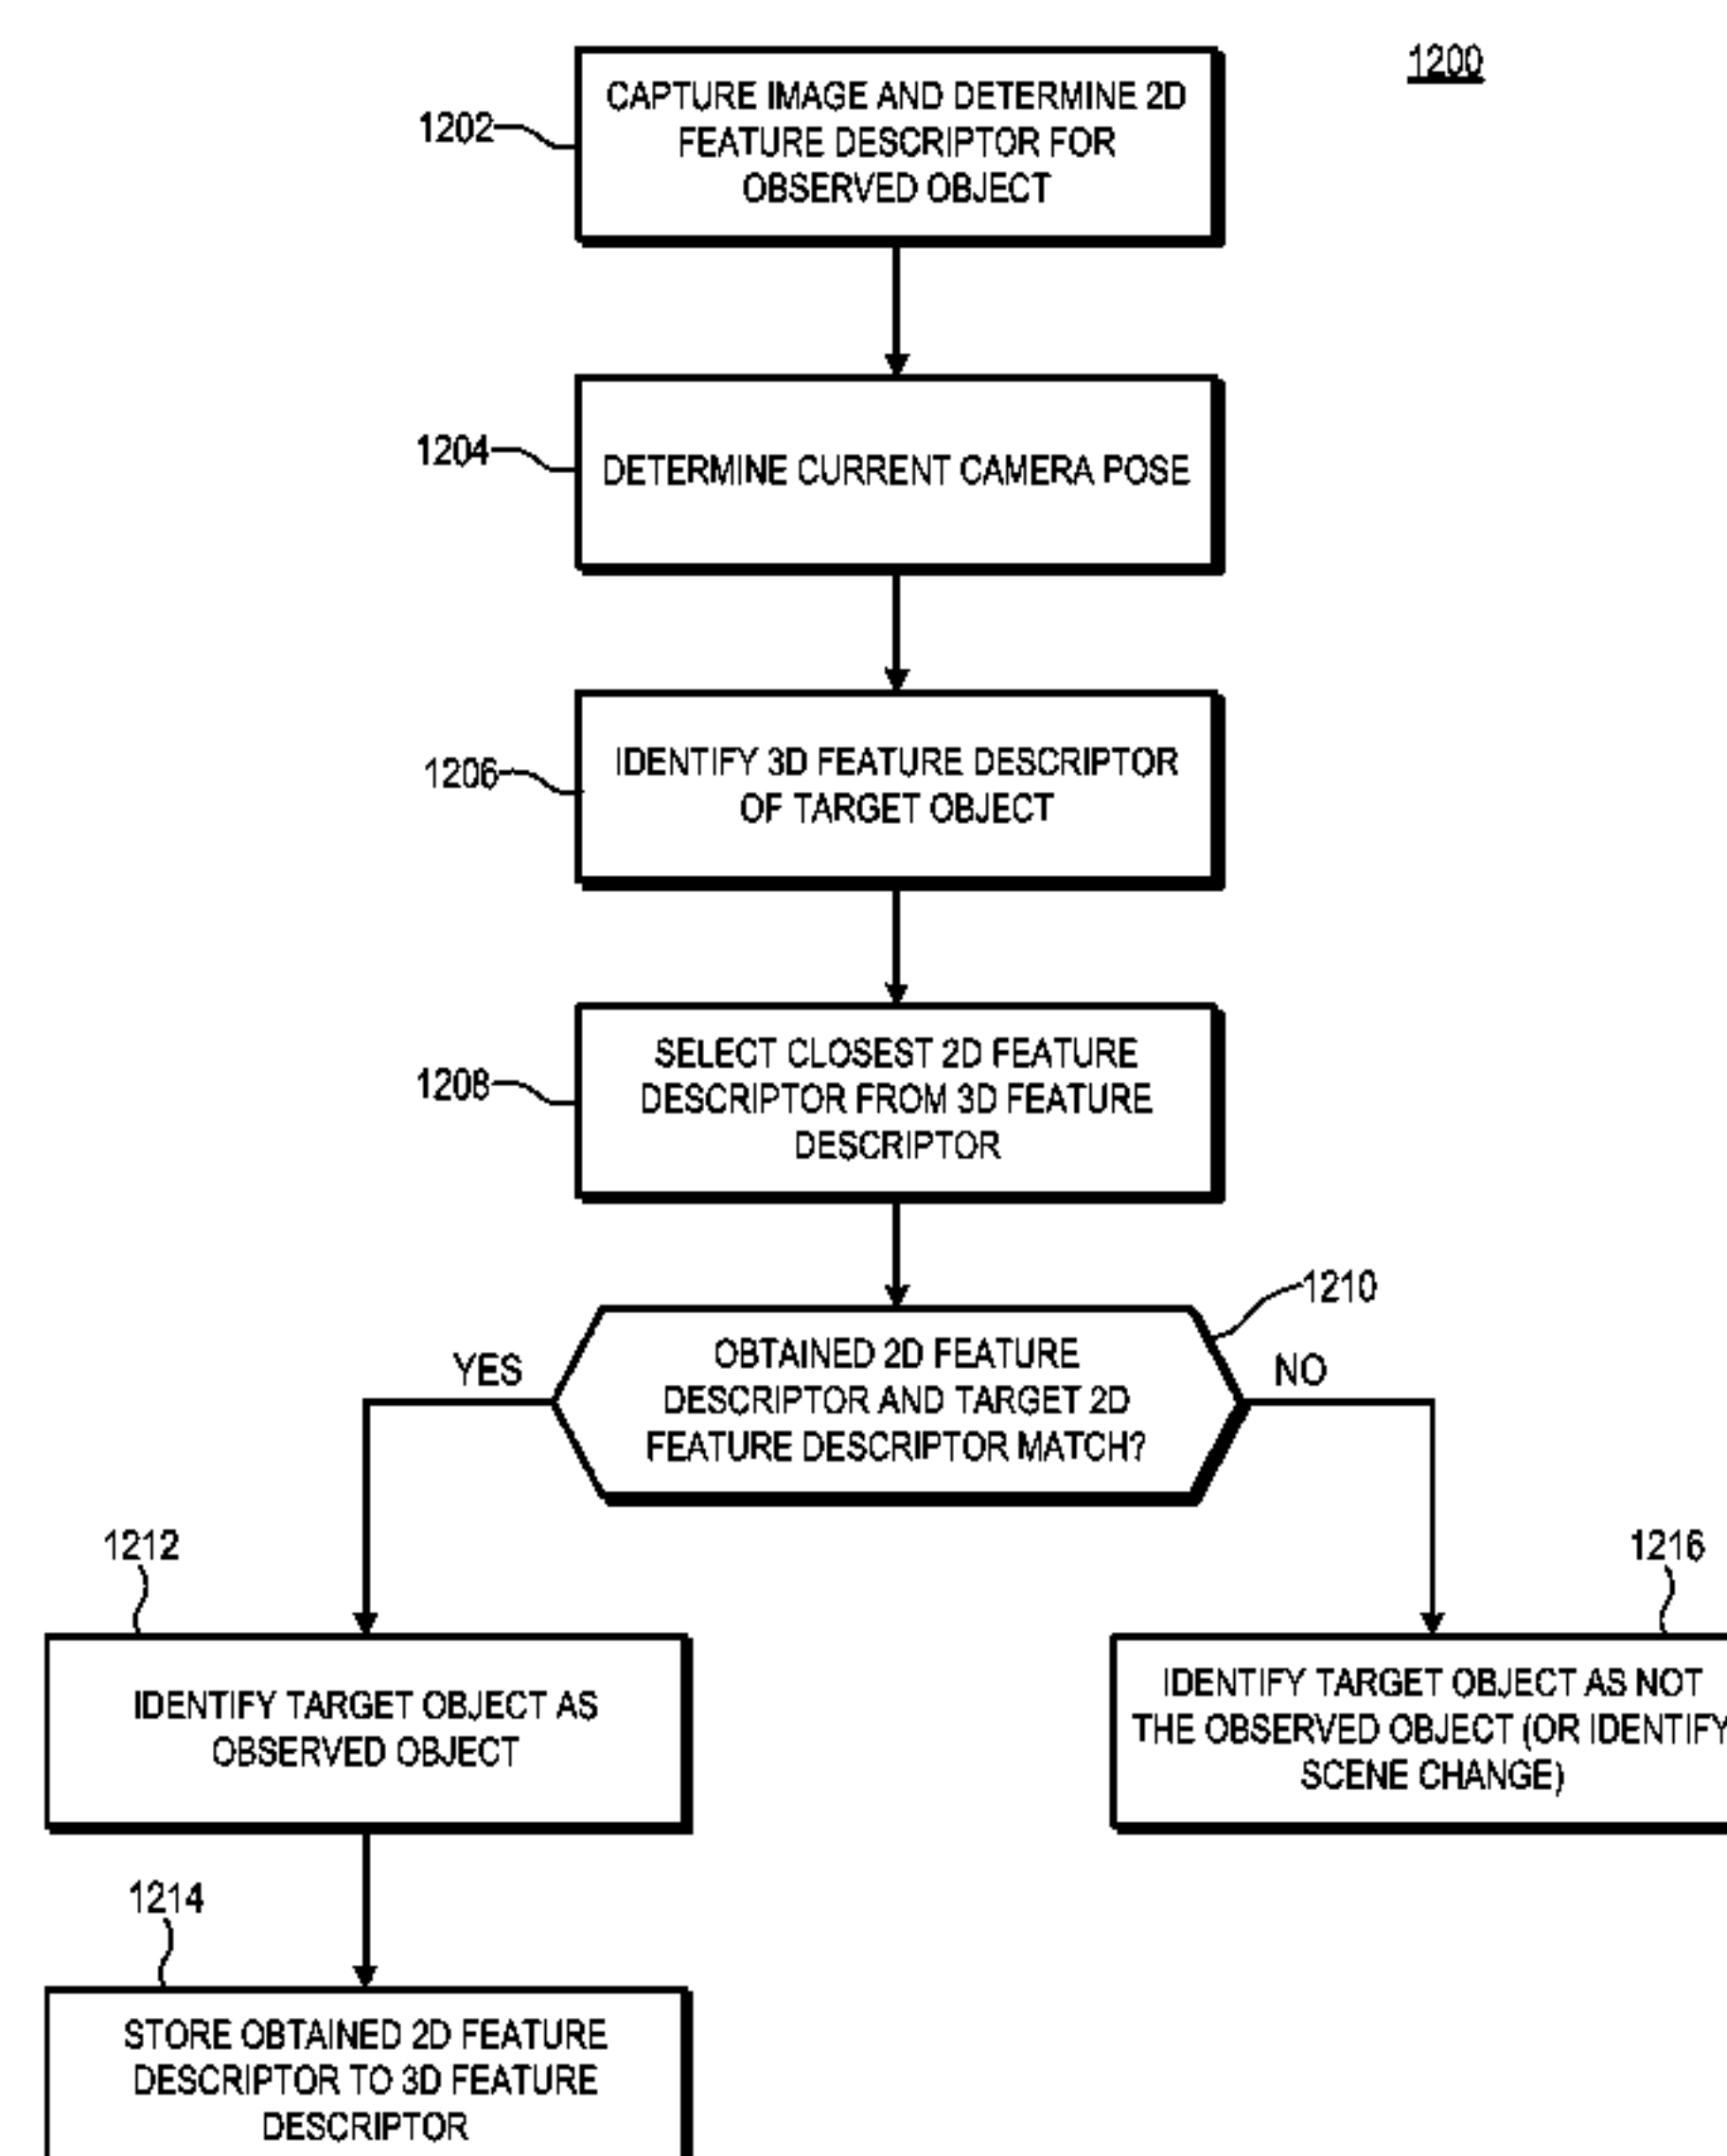 1200
CAPTURE IMAGE AND DETERMINE 2D
FEATURE DESCRIPTOR FOR
OBSERVED OBJECT
1202
DETERMINE CURRENT CAMERA POSE
1204
IDENTIFY 3D FEATURE DESCRIPTOR
OF TARGET OBJECT
1206
SELECT CLOSEST 2D FEATURE
DESCRIPTOR FROM 3D FEATURE
DESCRIPTOR
1208
1210
OBTAINED 2D FEATURE
DESCRIPTOR AND TARGET 2D
FEATURE DESCRIPTOR MATCH?
YES
NO
1212
IDENTIFY TARGET OBJECT AS
OBSERVED OBJECT
1216
IDENTIFY TARGET OBJECT AS NOT
THE OBSERVED OBJECT (OR IDENTIFY
SCENE CHANGE)
1214
STORE OBTAINED 2D FEATURE
DESCRIPTOR TO 3D FEATURE
DESCRIPTOR